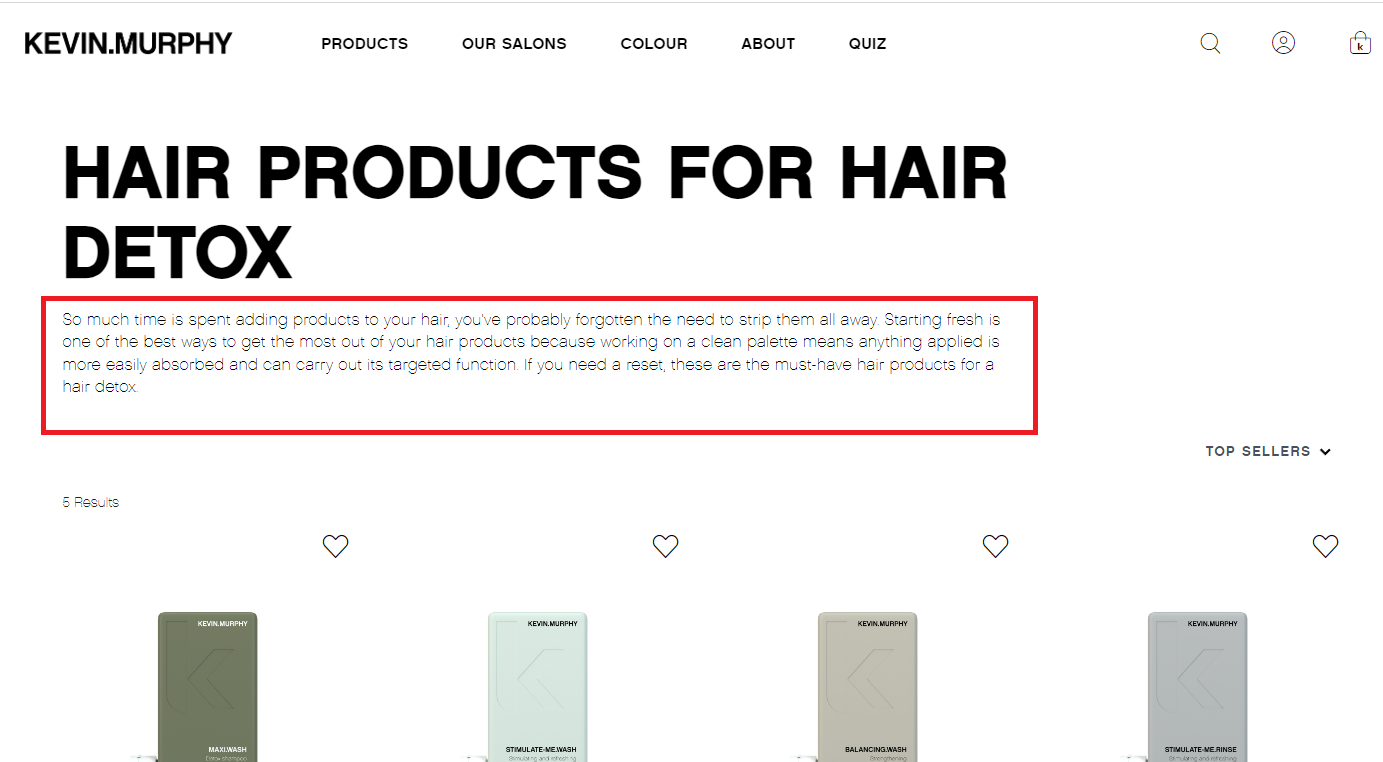 KEVIN.MURPHY
PRODUCTS OUR SALONS COLOUR ABOUT QUIZ
k
HAIR PRODUCTS FOR HAIR
DETOX
So much time is spent adding products to your hair, you've probably forgotten the need to strip them all away. Starting fresh is
one of the best ways to get the most out of your hair products because working on a clean palette means anything applied is
more easily absorbed and can carry out its targeted function. If you need a reset, these are the must-have hair products for a
hair detox.
TOP SELLERS
5 Results
KEVIN.MURPHY
MAXI.WASH
Detox shampoo
KEVIN.MURPHY
STIMULATE-ME.WASH
Stimulating and refreshing
KEVIN.MURPHY
BALANCING.WASH
Strengthening
KEVIN.MURPHY
STIMULATE-ME.RINSE
Stimulating and refreshing